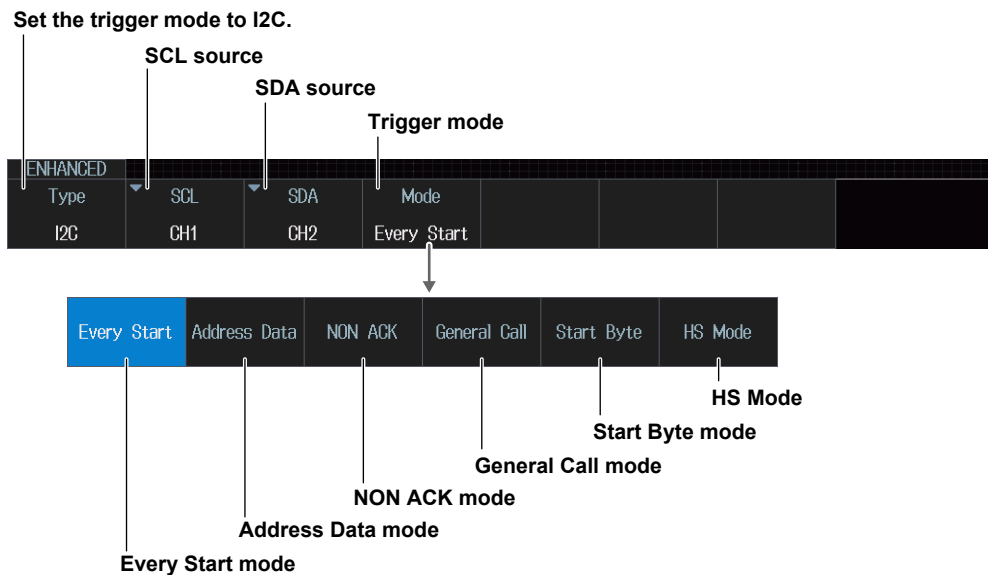 Set the trigger mode to I2C.
SCL source
SDA source
Trigger mode
ENHANCED
Type SCL SDA Mode
I2C CH1 CH2 Every Start
Every Start Address Data NON ACK General Call Start Byte HS Mode
HS Mode
Start Byte mode
General Call mode
NON ACK mode
Address Data mode
Every Start mode